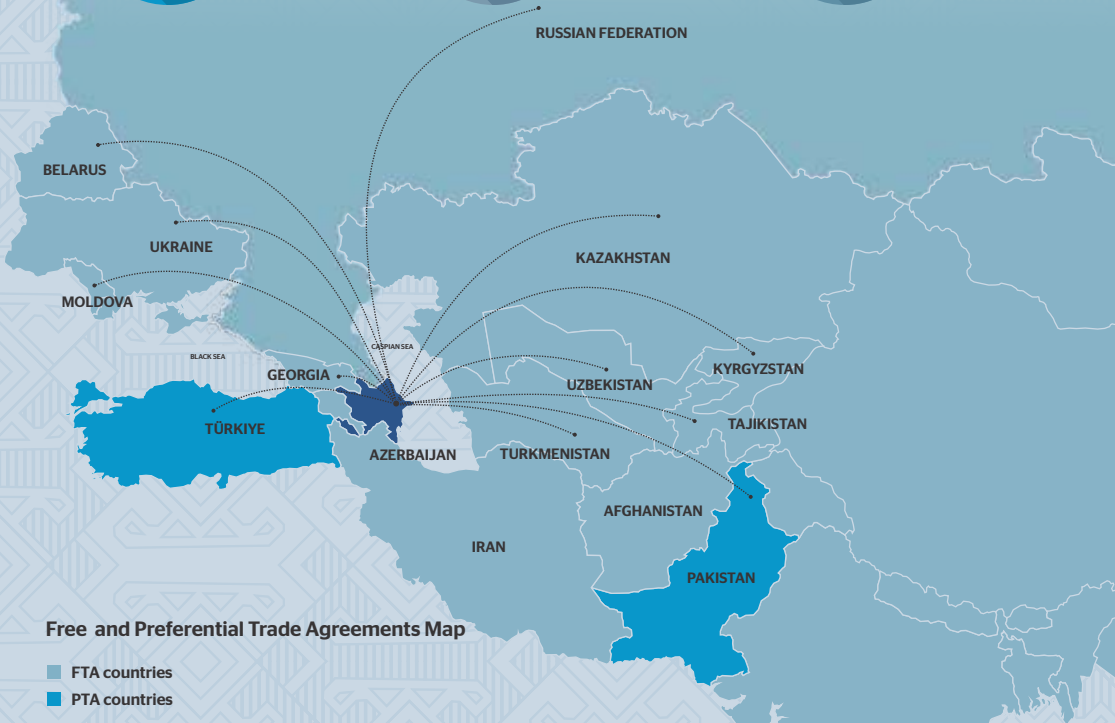 RUSSIAN FEDERATION
BELARUS
UKRAINE
KAZAKHSTAN
MOLDOVA
CASPIAN SEA
BLACK SEA
GEORGIA
KYRGYZSTAN
UZBEKISTAN
TÜRKIYE
TAJIKISTAN
AZERBAIJAN
TURKMENISTAN
AFGHANISTAN
IRAN
PAKISTAN
Free and Preferential Trade Agreements Map
FTA countries
PTA countries